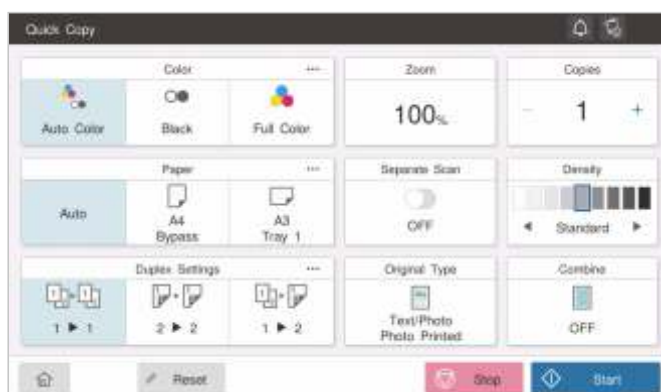 Quick Copy
Color ...
Auto Color
Black
Full Color
Zoom
100%
Copies
- 1 +
Paper ...
Auto
A4
Bypass
A3
Tray 1
Separate Scan
OFF
Density
◀ Standard ▶
Duplex Settings ...
1 ▶ 1
2 ▶ 2
1 ▶ 2
Original Type
Text/Photo
Photo Printed
Combine
OFF
Reset
Stop
Start